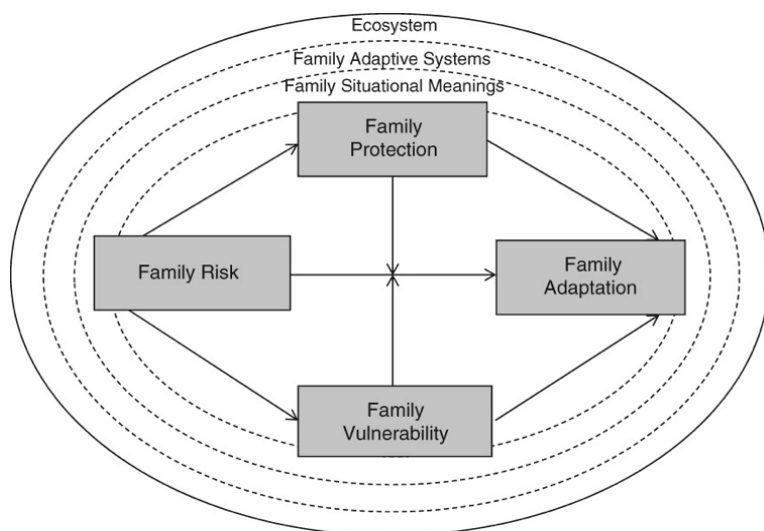 Ecosystem
Family Adaptive Systems
Family Situational Meanings
Family
Protection
Family Risk
Family
Adaptation
Family
Vulnerability